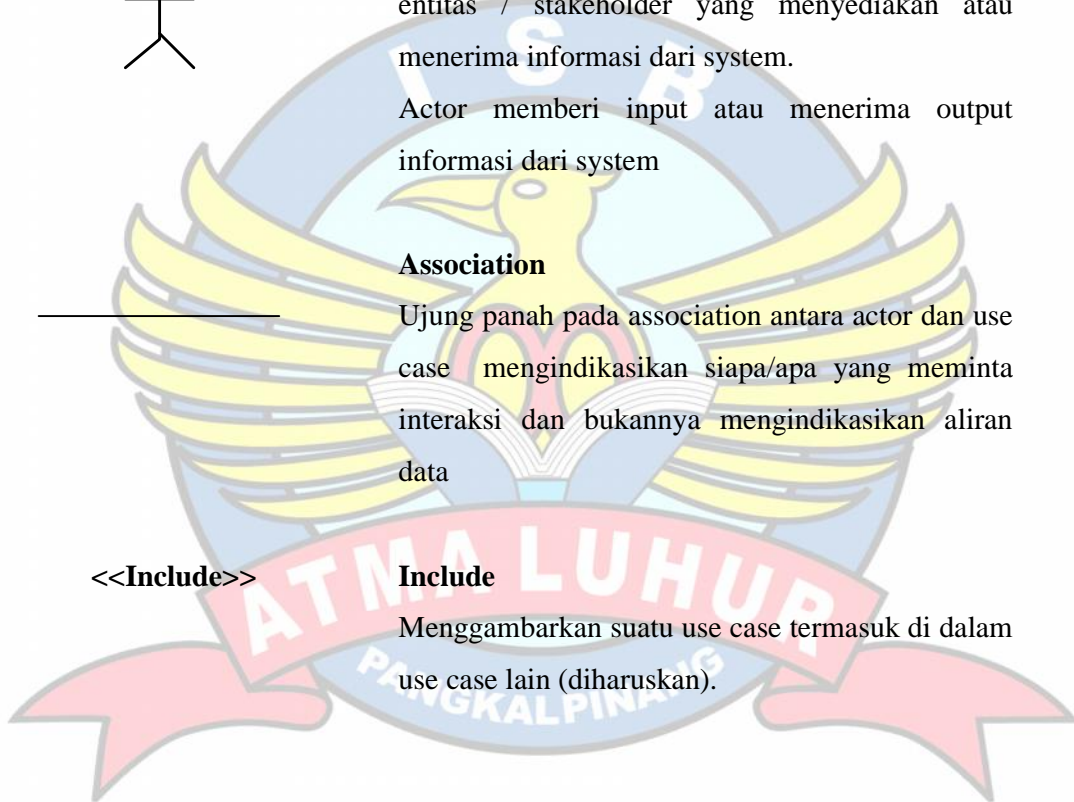 entitas / stakeholder yang menyediakan atau
menerima informasi dari system.
Actor memberi input atau menerima output
informasi dari system
Association
Ujung panah pada association antara actor dan use
case mengindikasikan siapa/apa yang meminta
interaksi dan bukannya mengindikasikan aliran
data
<<Include>> Include
Menggambarkan suatu use case termasuk di dalam
use case lain (diharuskan).
I S B
ATMA LUHUR
PANGKALPINANG